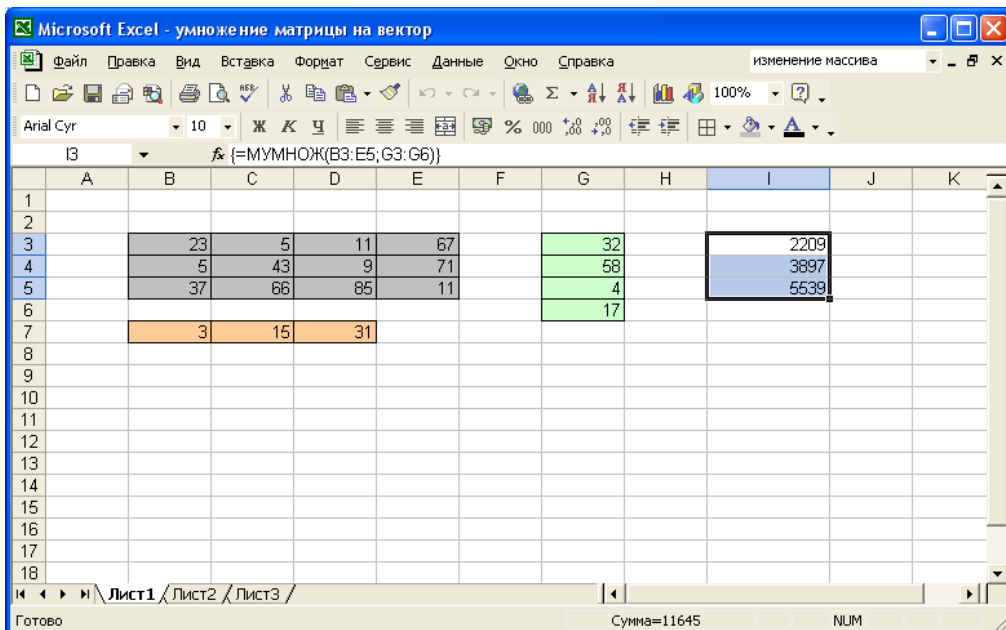 Microsoft Excel - умножение матрицы на вектор
Файл Правка Вид Вставка Формат Сервис Данные Окно Справка изменение массива
100%
Arial Cyr 10 Ж К Ч % 000
I3 fx {=МУМНОЖ(B3:E5;G3:G6)}
A B C D E F G H I J K
1
2
3 23 5 11 67 32 2209
4 5 43 9 71 58 3897
5 37 66 85 11 4 5539
6 17
7 3 15 31
8
9
10
11
12
13
14
15
16
17
18
Лист1 Лист2 Лист3
Готово Сумма=11645 NUM